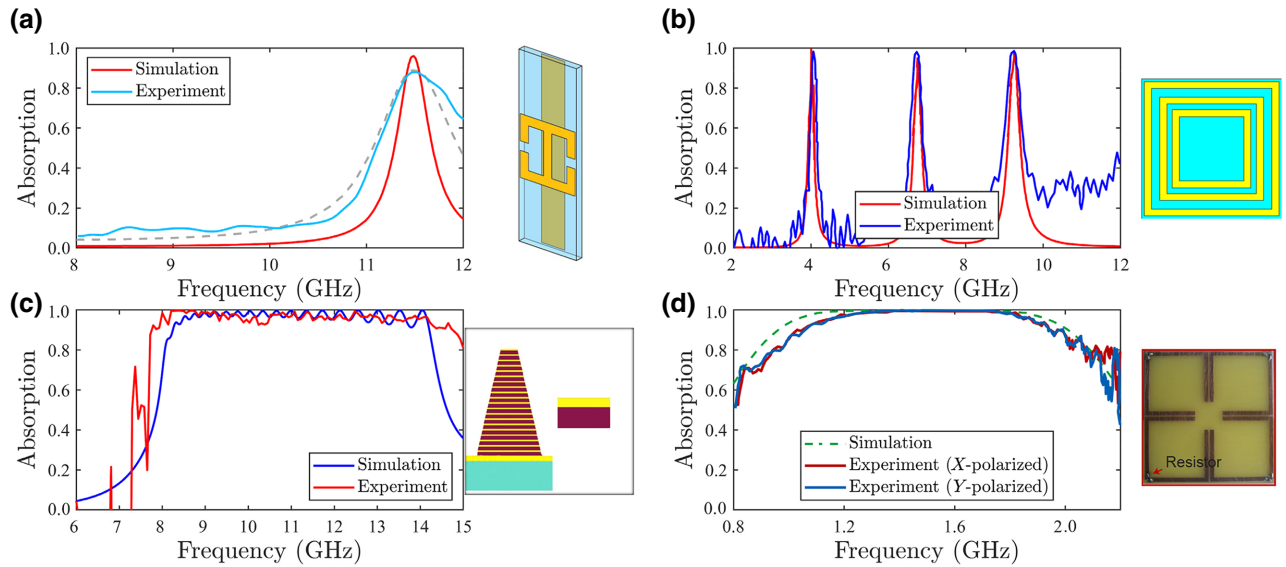 (a)
1.0
0.8
0.6
0.4
0.2
0.0
Absorption
Simulation
Experiment
8
9
10
11
12
Frequency (GHz)
(b)
1.0
0.8
0.6
0.4
0.2
0.0
Absorption
Simulation
Experiment
2
4
6
8
10
12
Frequency (GHz)
(c)
1.0
0.8
0.6
0.4
0.2
0.0
Absorption
Simulation
Experiment
6
7
8
9
10
11
12
13
14
15
Frequency (GHz)
(d)
1.0
0.8
0.6
0.4
0.2
0.0
Absorption
Simulation
Experiment (X-polarized)
Experiment (Y-polarized)
0.8
1.2
1.6
2.0
Frequency (GHz)
Resistor